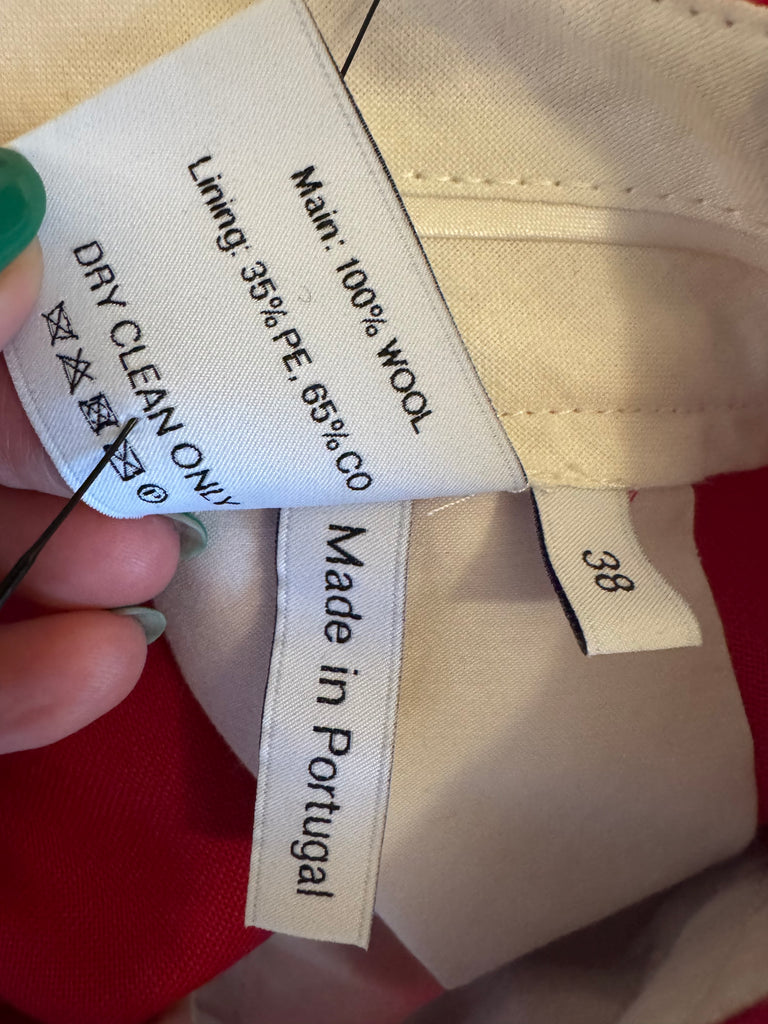 Main: 100% WOOL
Lining: 35% PE, 65% CO
DRY CLEAN ONLY
P
Made in Portugal
38